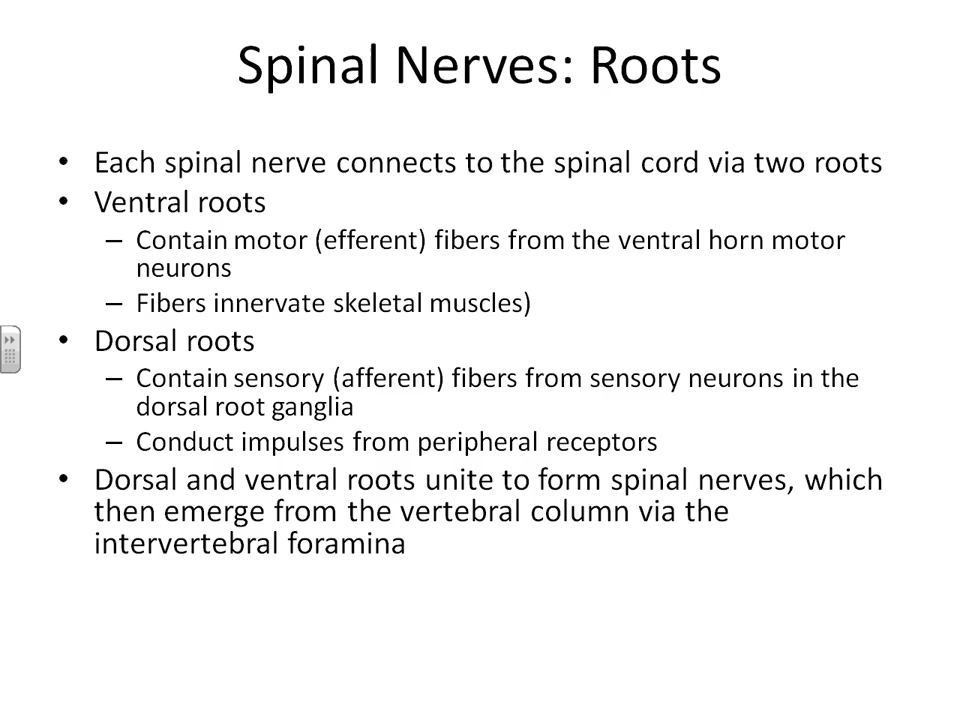 Spinal Nerves: Roots
• Each spinal nerve connects to the spinal cord via two roots
• Ventral roots
– Contain motor (efferent) fibers from the ventral horn motor
neurons
– Fibers innervate skeletal muscles)
• Dorsal roots
– Contain sensory (afferent) fibers from sensory neurons in the
dorsal root ganglia
– Conduct impulses from peripheral receptors
• Dorsal and ventral roots unite to form spinal nerves, which
then emerge from the vertebral column via the
intervertebral foramina